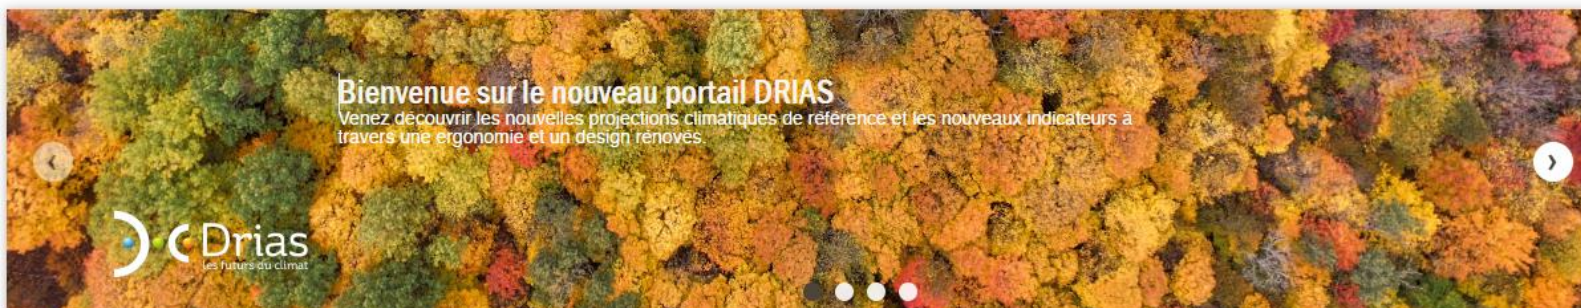 Bienvenue sur le nouveau portail DRIAS
Venez découvrir les nouvelles projections climatiques de référence et les nouveaux indicateurs à
travers une ergonomie et un design rénovés.
Drias
les futurs du climat